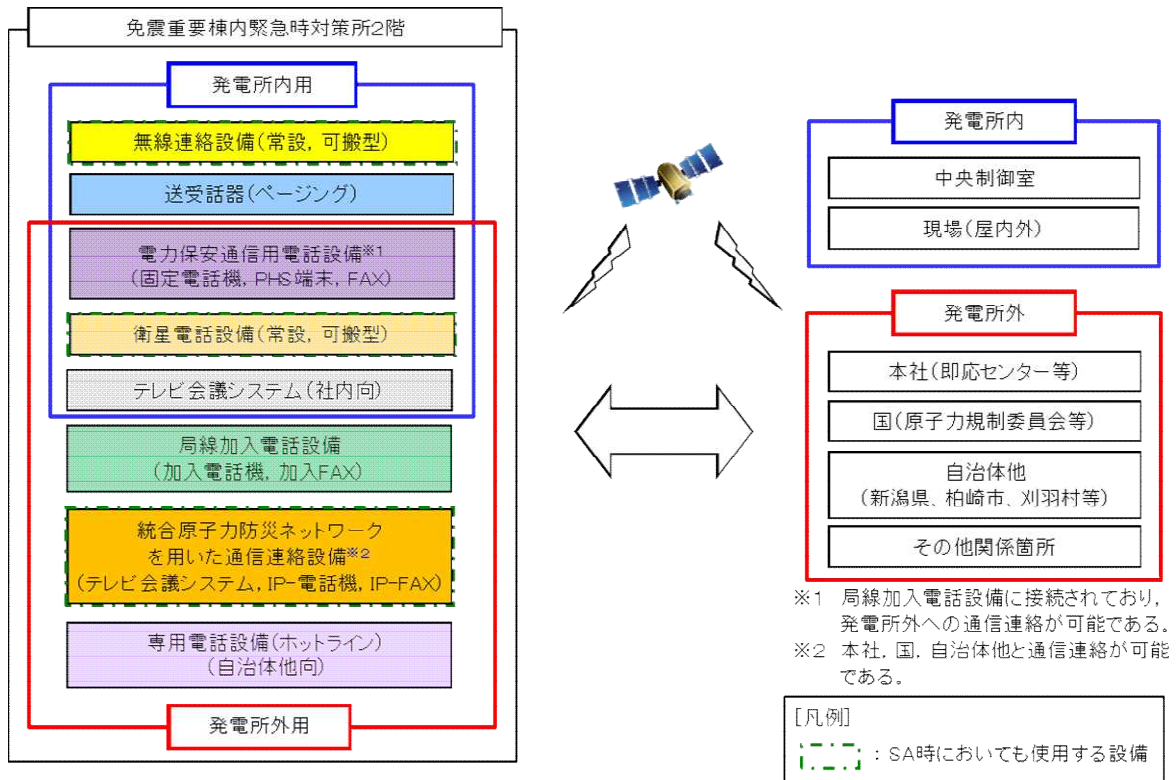 免震重要棟内緊急時対策所2階
発電所内用
無線連絡設備(常設, 可搬型)
送受話器(ページング)
電力保安通信用電話設備※1
(固定電話機, PHS端末, FAX)
衛星電話設備(常設, 可搬型)
テレビ会議システム(社内向)
局線加入電話設備
(加入電話機, 加入FAX)
統合原子力防災ネットワーク
を用いた通信連絡設備※2
(テレビ会議システム, IP-電話機, IP-FAX)
専用電話設備(ホットライン)
(自治体他向)
発電所外用
発電所内
中央制御室
現場(屋内外)
発電所外
本社(即応センター等)
国(原子力規制委員会等)
自治体他
(新潟県、柏崎市、刈羽村等)
その他関係箇所
※1 局線加入電話設備に接続されており,
発電所外への通信連絡が可能である。
※2 本社, 国, 自治体他と通信連絡が可能
である。
[凡例]
: SA時においても使用する設備